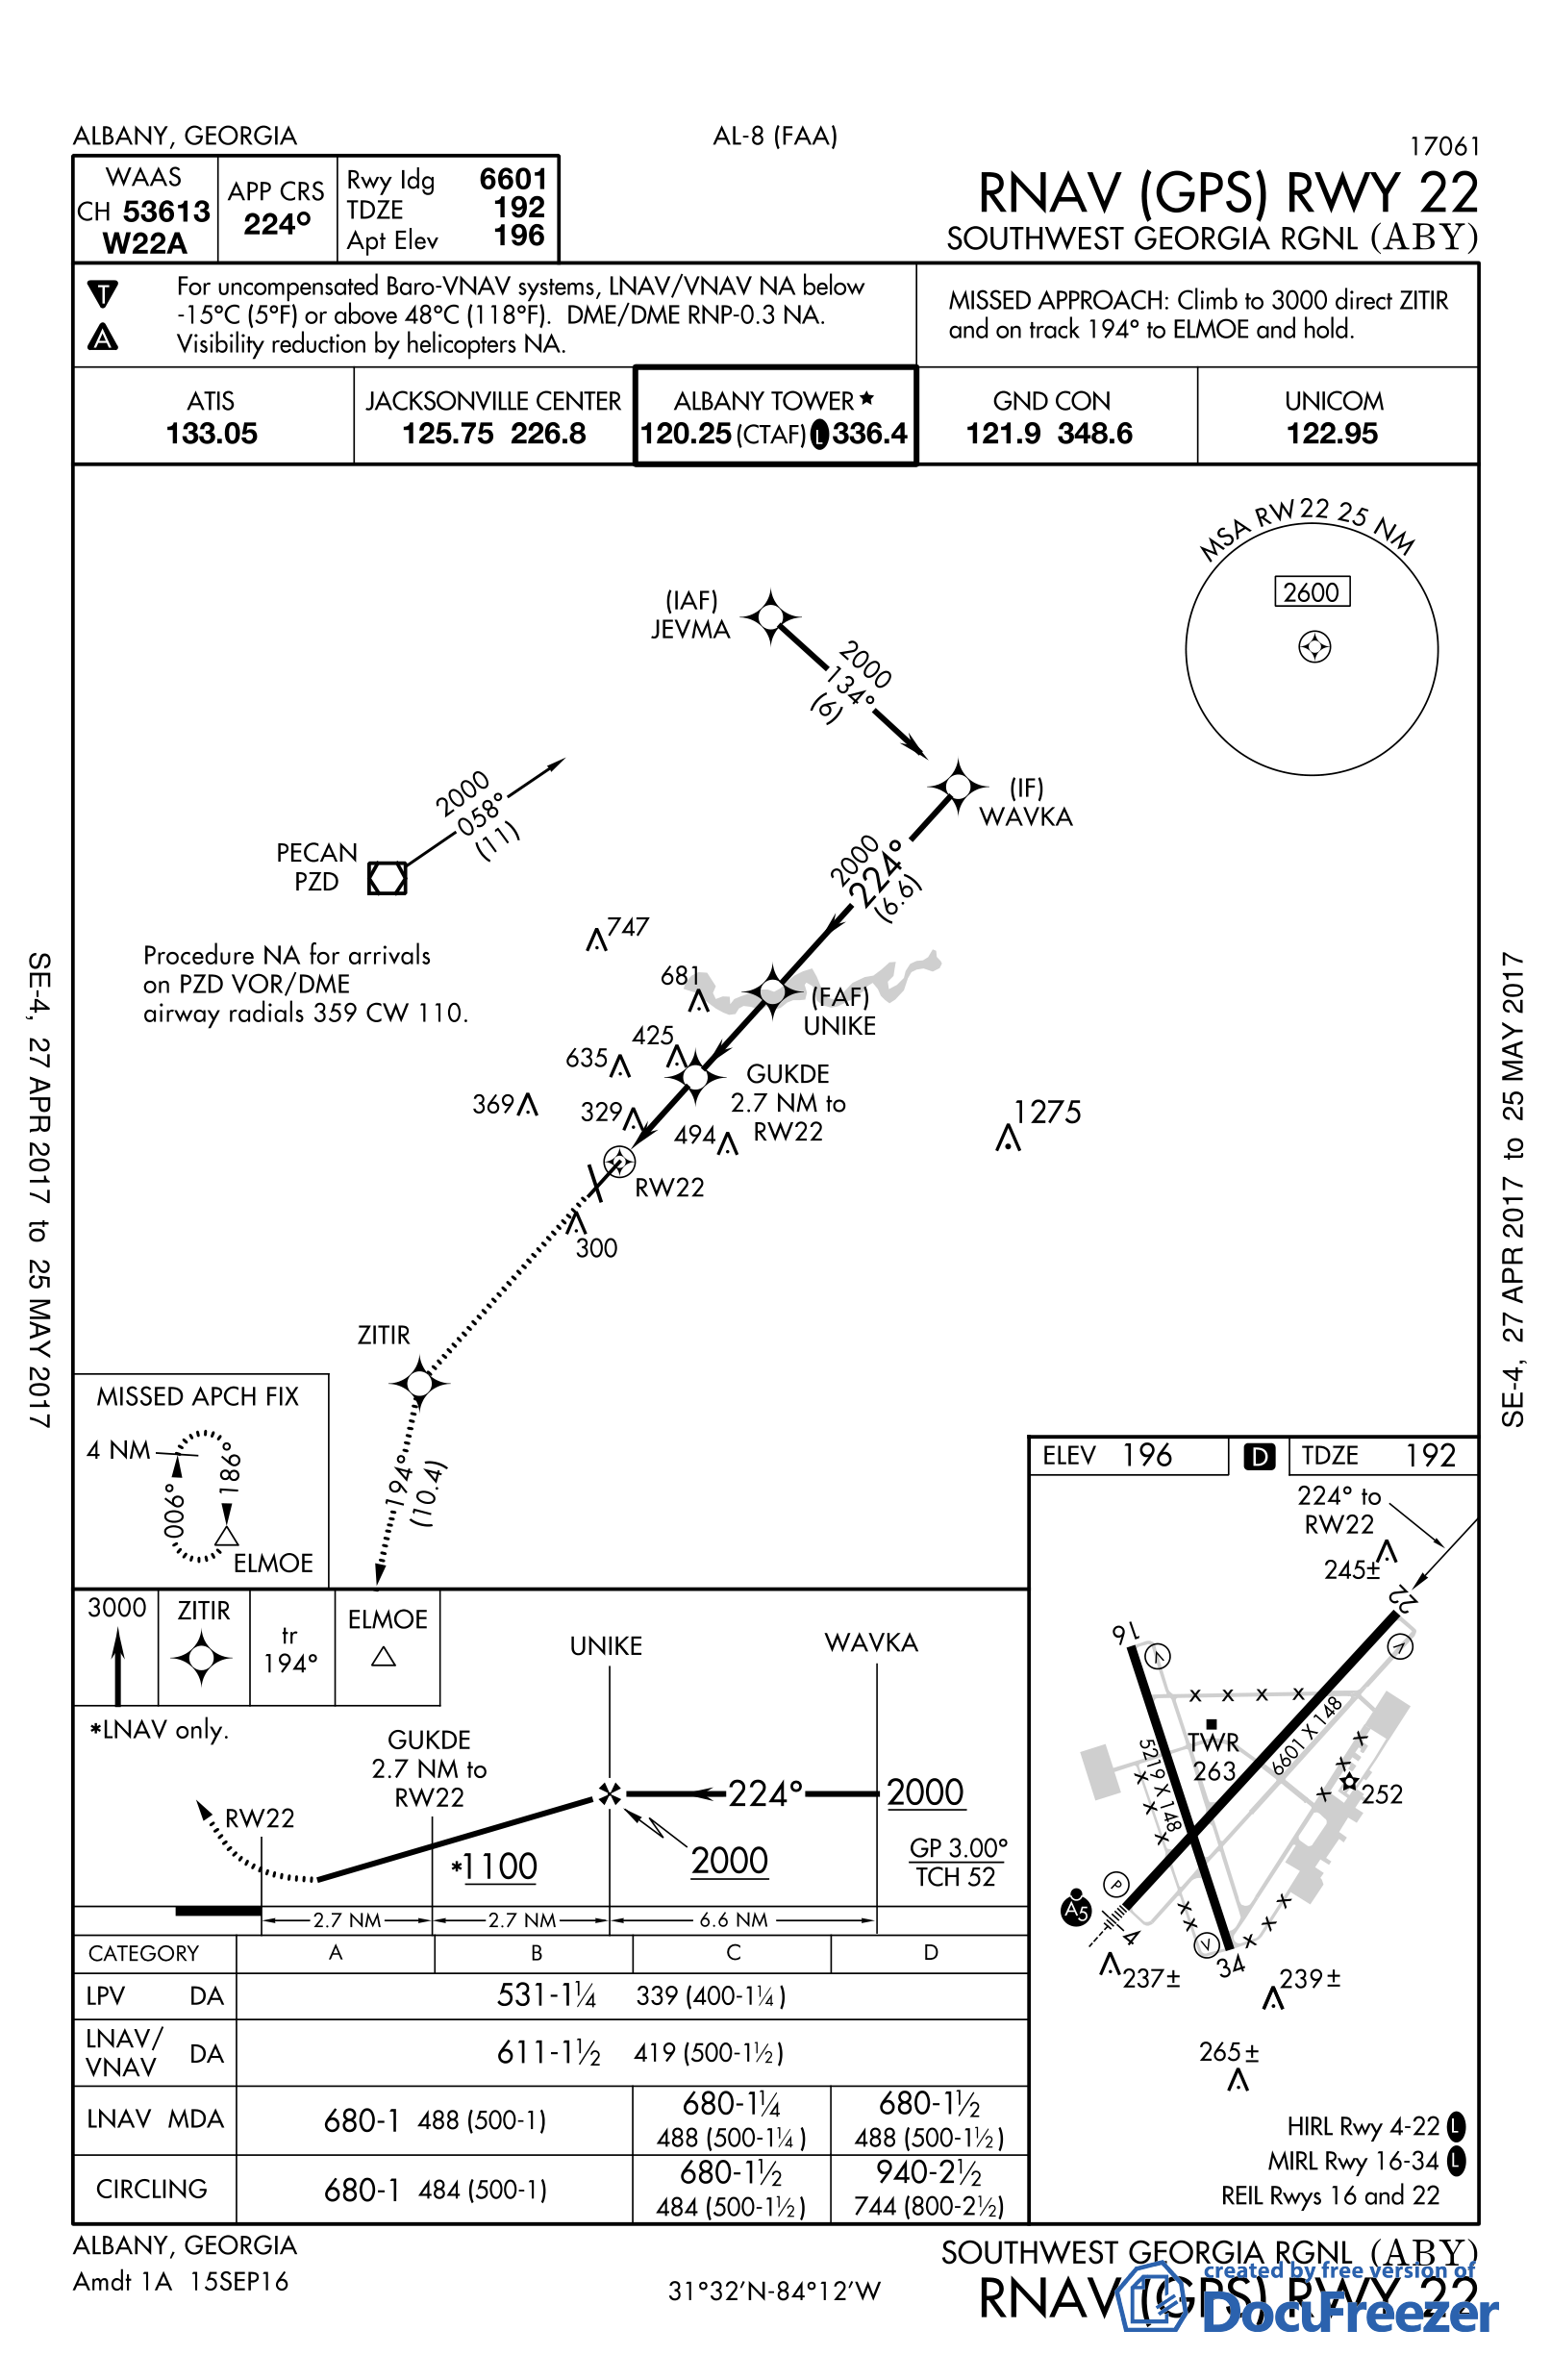 ALBANY, GEORGIA
AL-8 (FAA)
17061
WAAS
CH 53613
W22A
APP CRS
224°
Rwy Idg 6601
TDZE 192
Apt Elev 196
RNAV (GPS) RWY 22
SOUTHWEST GEORGIA RGNL (ABY)
T
A
For uncompensated Baro-VNAV systems, LNAV/VNAV NA below
-15°C (5°F) or above 48°C (118°F). DME/DME RNP-0.3 NA.
Visibility reduction by helicopters NA.
MISSED APPROACH: Climb to 3000 direct ZITIR
and on track 194° to ELMOE and hold.
ATIS
133.05
JACKSONVILLE CENTER
125.75 226.8
ALBANY TOWER★
120.25 (CTAF) L 336.4
GND CON
121.9 348.6
UNICOM
122.95
MSA RW 22 25 NM
2600
(IAF)
JEVMA
2000
134°
(6)
(IF)
WAVKA
2000
058°
(11)
PECAN
PZD
2000
224°
(6.6)
Procedure NA for arrivals
on PZD VOR/DME
airway radials 359 CW 110.
747
681
(FAF)
UNIKE
425
635
GUKDE
2.7 NM to
RW22
369
329
494
1275
RW22
300
ZITIR
194°
(10.4)
MISSED APCH FIX
4 NM
186°
006°
ELMOE
SE-4, 27 APR 2017 to 25 MAY 2017
SE-4, 27 APR 2017 to 25 MAY 2017
ELEV 196
D
TDZE 192
224° to
RW22
245±
22
16
TWR
263
5219 X 148
6601 X 148
252
P
V
V
V
A5
4
34
237±
239±
265±
HIRL Rwy 4-22 L
MIRL Rwy 16-34 L
REIL Rwys 16 and 22
3000
ZITIR
tr
194°
ELMOE
*LNAV only.
UNIKE
WAVKA
GUKDE
2.7 NM to
RW22
RW22
224°
2000
*1100
2000
GP 3.00°
TCH 52
2.7 NM
2.7 NM
6.6 NM
CATEGORY A B C D
LPV DA 531-1¼ 339 (400-1¼)
LNAV/
VNAV DA 611-1½ 419 (500-1½)
LNAV MDA 680-1 488 (500-1) 680-1¼ 488 (500-1¼) 680-1½ 488 (500-1½)
CIRCLING 680-1 484 (500-1) 680-1½ 484 (500-1½) 940-2½ 744 (800-2½)
ALBANY, GEORGIA
Amdt 1A 15SEP16
31°32'N-84°12'W
SOUTHWEST GEORGIA RGNL (ABY)
RNAV (GPS) RWY 22
created by free version of
DocuFreezer